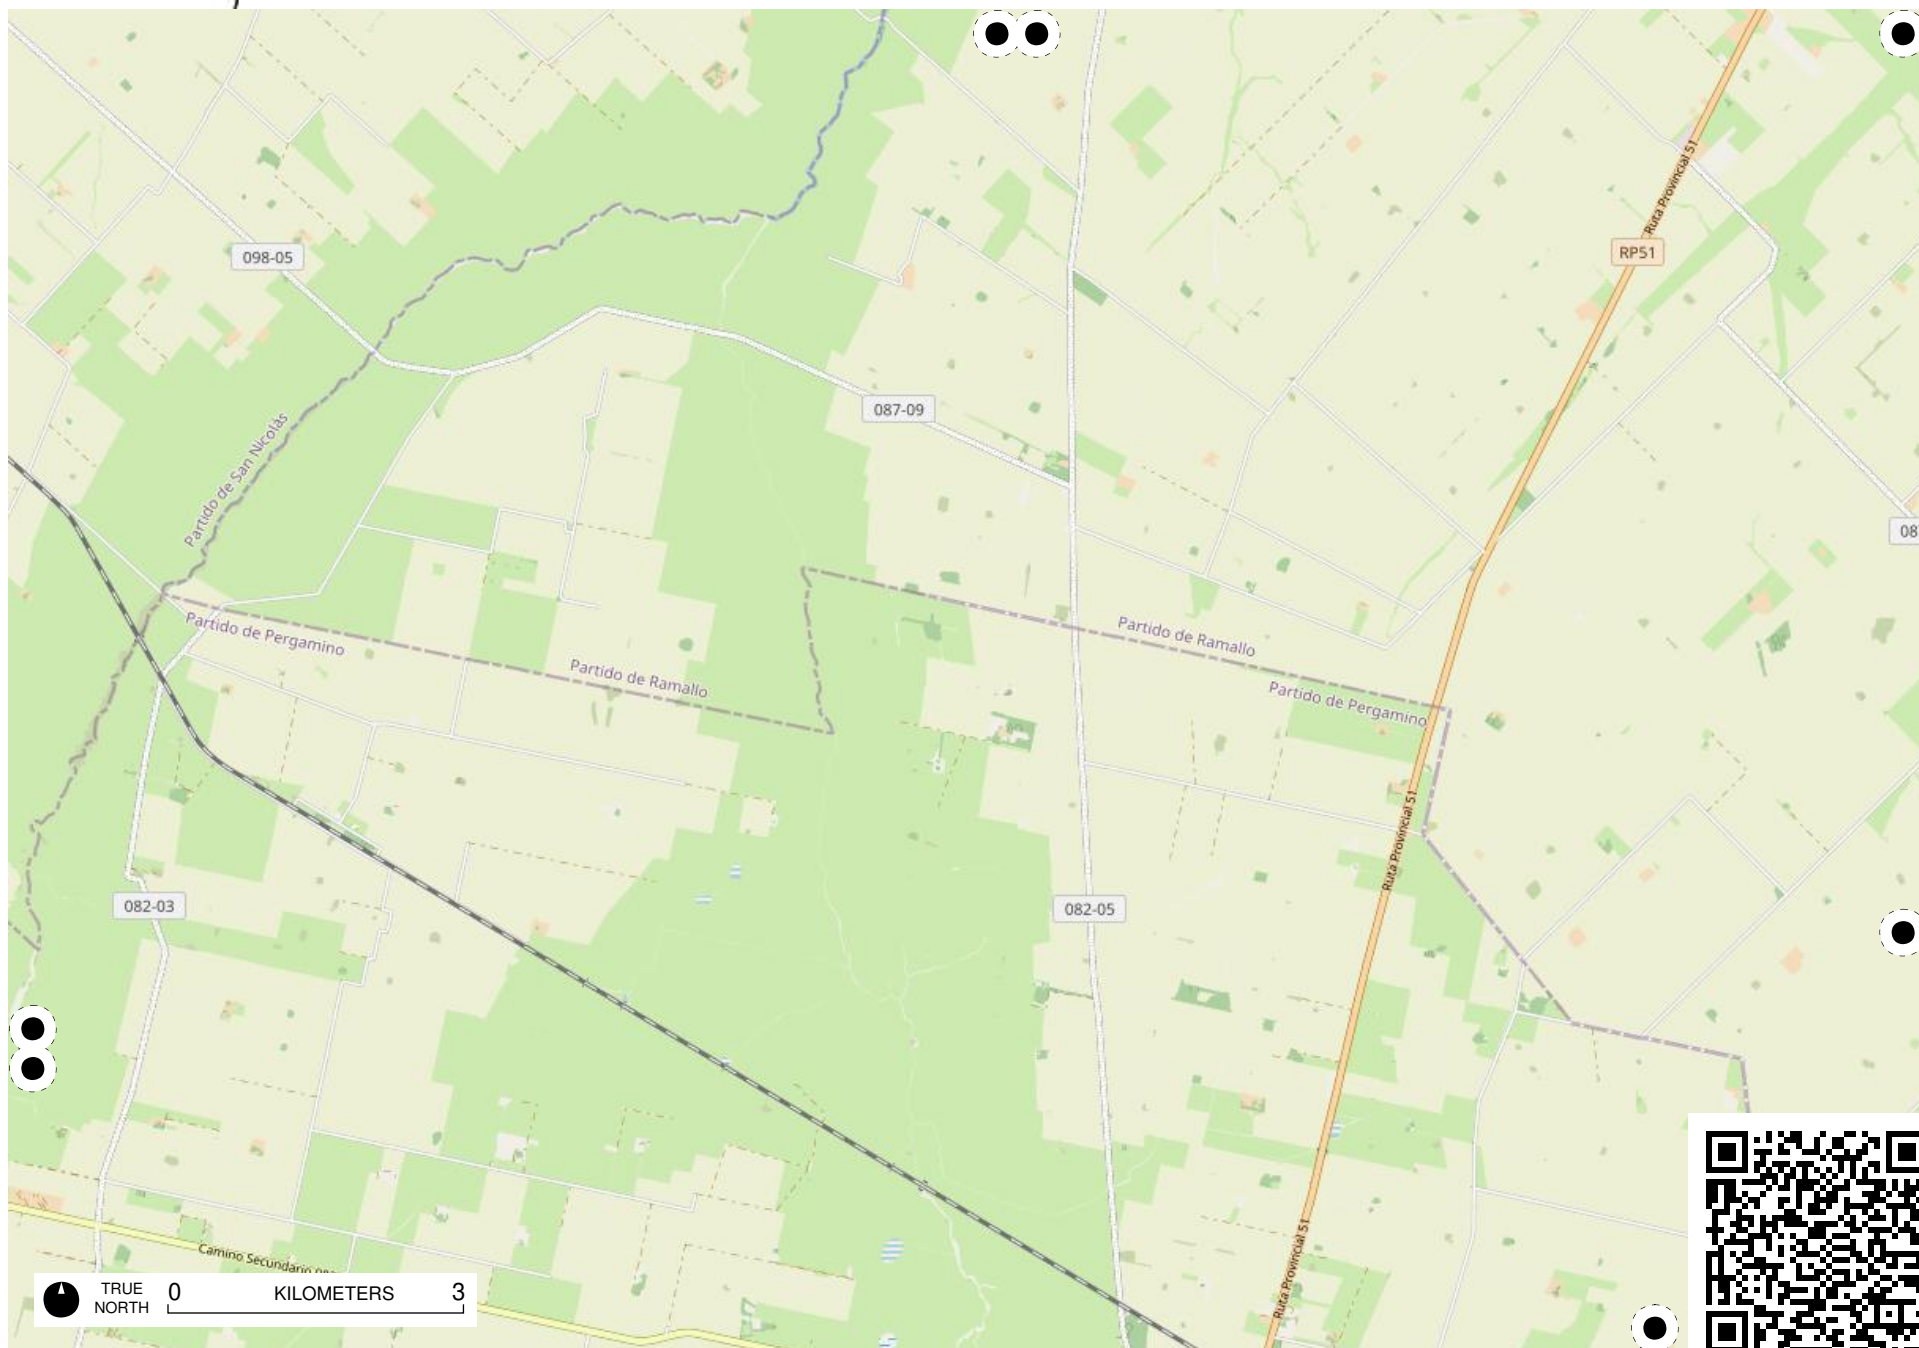 Ruta Provincial 51
098-05
RP51
087-09
Partido de San Nicolás
08
Partido de Pergamino
Partido de Ramallo
Partido de Ramallo
Partido de Pergamino
Ruta Provincial 51
082-03
082-05
Camino Secundario
Ruta Provincial 51
TRUE
NORTH
0 KILOMETERS 3